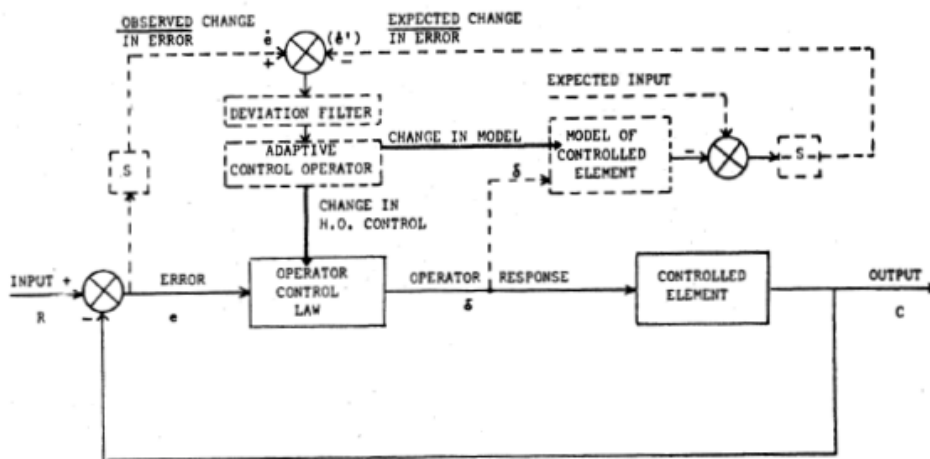 OBSERVED CHANGE
IN ERROR
ė
+
(ė')
−
EXPECTED CHANGE
IN ERROR
EXPECTED INPUT
DEVIATION FILTER
CHANGE IN MODEL
MODEL OF
CONTROLLED
ELEMENT
-
S
S
ADAPTIVE
CONTROL OPERATOR
δ
CHANGE IN
H.O. CONTROL
INPUT +
R
-
ERROR
e
OPERATOR
CONTROL
LAW
OPERATOR RESPONSE
δ
CONTROLLED
ELEMENT
OUTPUT
C